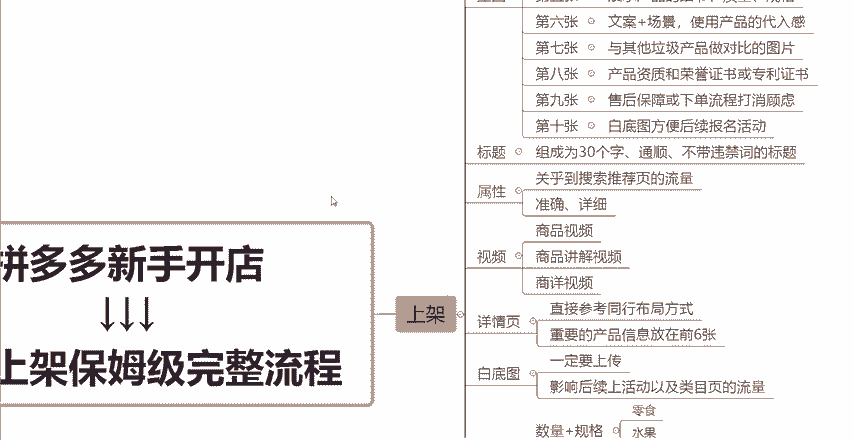 第六张 文案+场景，使用产品的代入感
第七张 与其他垃圾产品做对比的图片
第八张 产品资质和荣誉证书或专利证书
第九张 售后保障或下单流程打消顾虑
第十张 白底图方便后续报名活动
标题 组成为30个字、通顺、不带违禁词的标题
属性
关乎到搜索推荐页的流量
准确、详细
视频
商品视频
商品讲解视频
商详视频
详情页
直接参考同行布局方式
重要的产品信息放在前6张
白底图
一定要上传
影响后续上活动以及类目页的流量
数量+规格
零食
水果
拼多多新手开店
↓↓↓
上架保姆级完整流程
上架